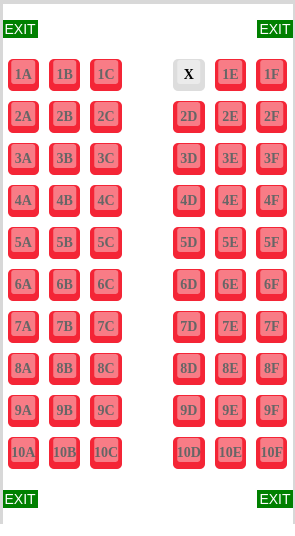 EXIT EXIT
1A 1B 1C X 1E 1F
2A 2B 2C 2D 2E 2F
3A 3B 3C 3D 3E 3F
4A 4B 4C 4D 4E 4F
5A 5B 5C 5D 5E 5F
6A 6B 6C 6D 6E 6F
7A 7B 7C 7D 7E 7F
8A 8B 8C 8D 8E 8F
9A 9B 9C 9D 9E 9F
10A 10B 10C 10D 10E 10F
EXIT EXIT